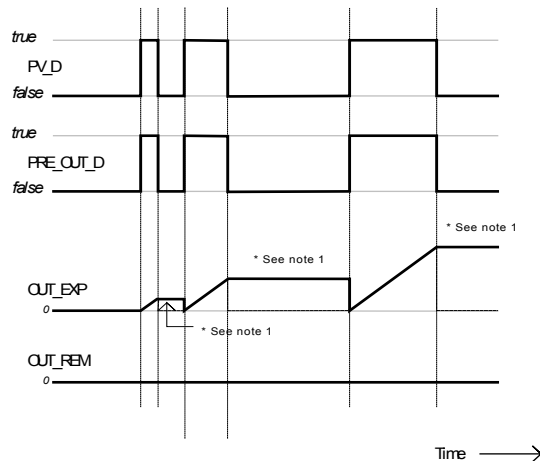 true
PV_D
false
true
PRE_OUT_D
false
* See note 1
* See note 1
OUT_EXP
0
* See note 1
OUT_REM
0
Time